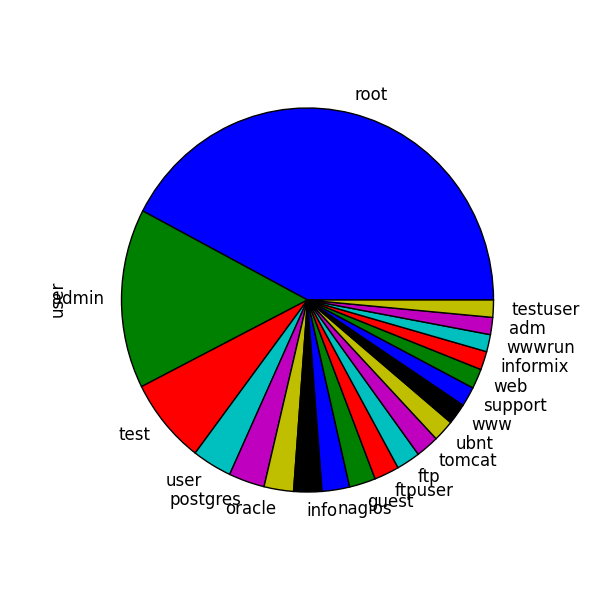 root
user
admin
test
user
postgres
oracle
info
nagios
guest
ftpuser
ftp
tomcat
ubnt
www
support
web
informix
wwwrun
adm
testuser